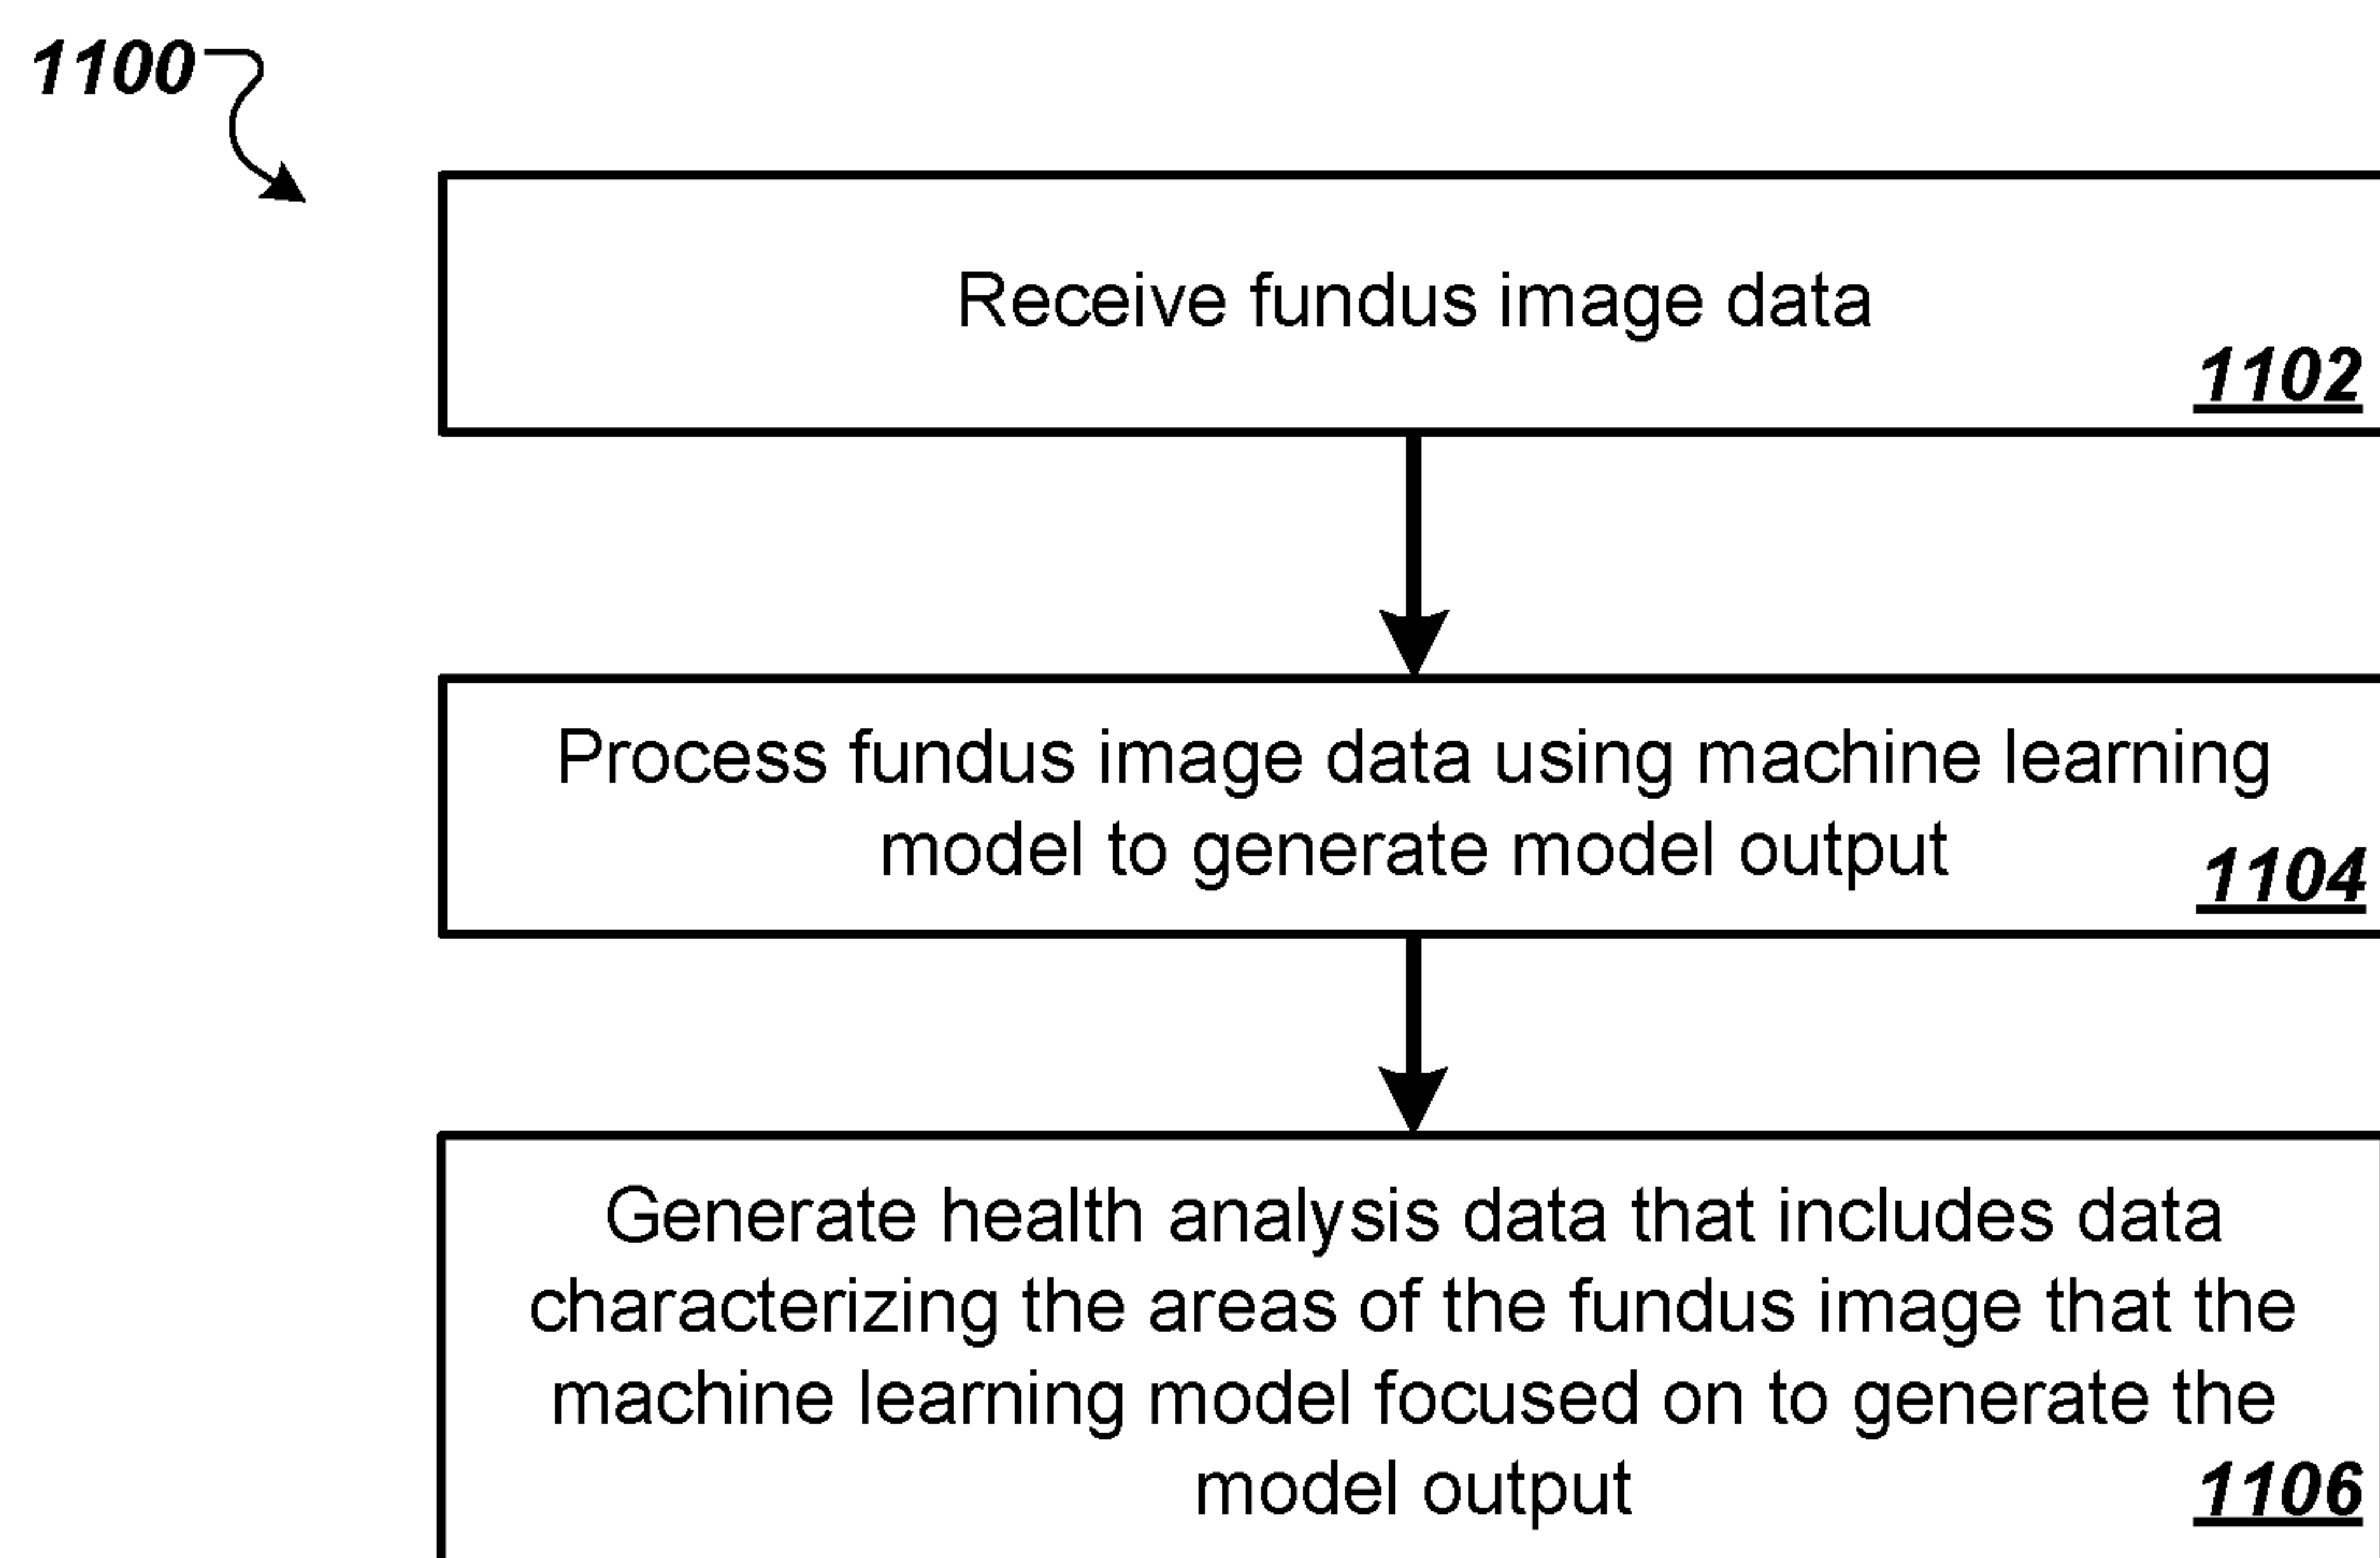 1100
Receive fundus image data
1102
Process fundus image data using machine learning
model to generate model output
1104
Generate health analysis data that includes data
characterizing the areas of the fundus image that the
machine learning model focused on to generate the
model output
1106